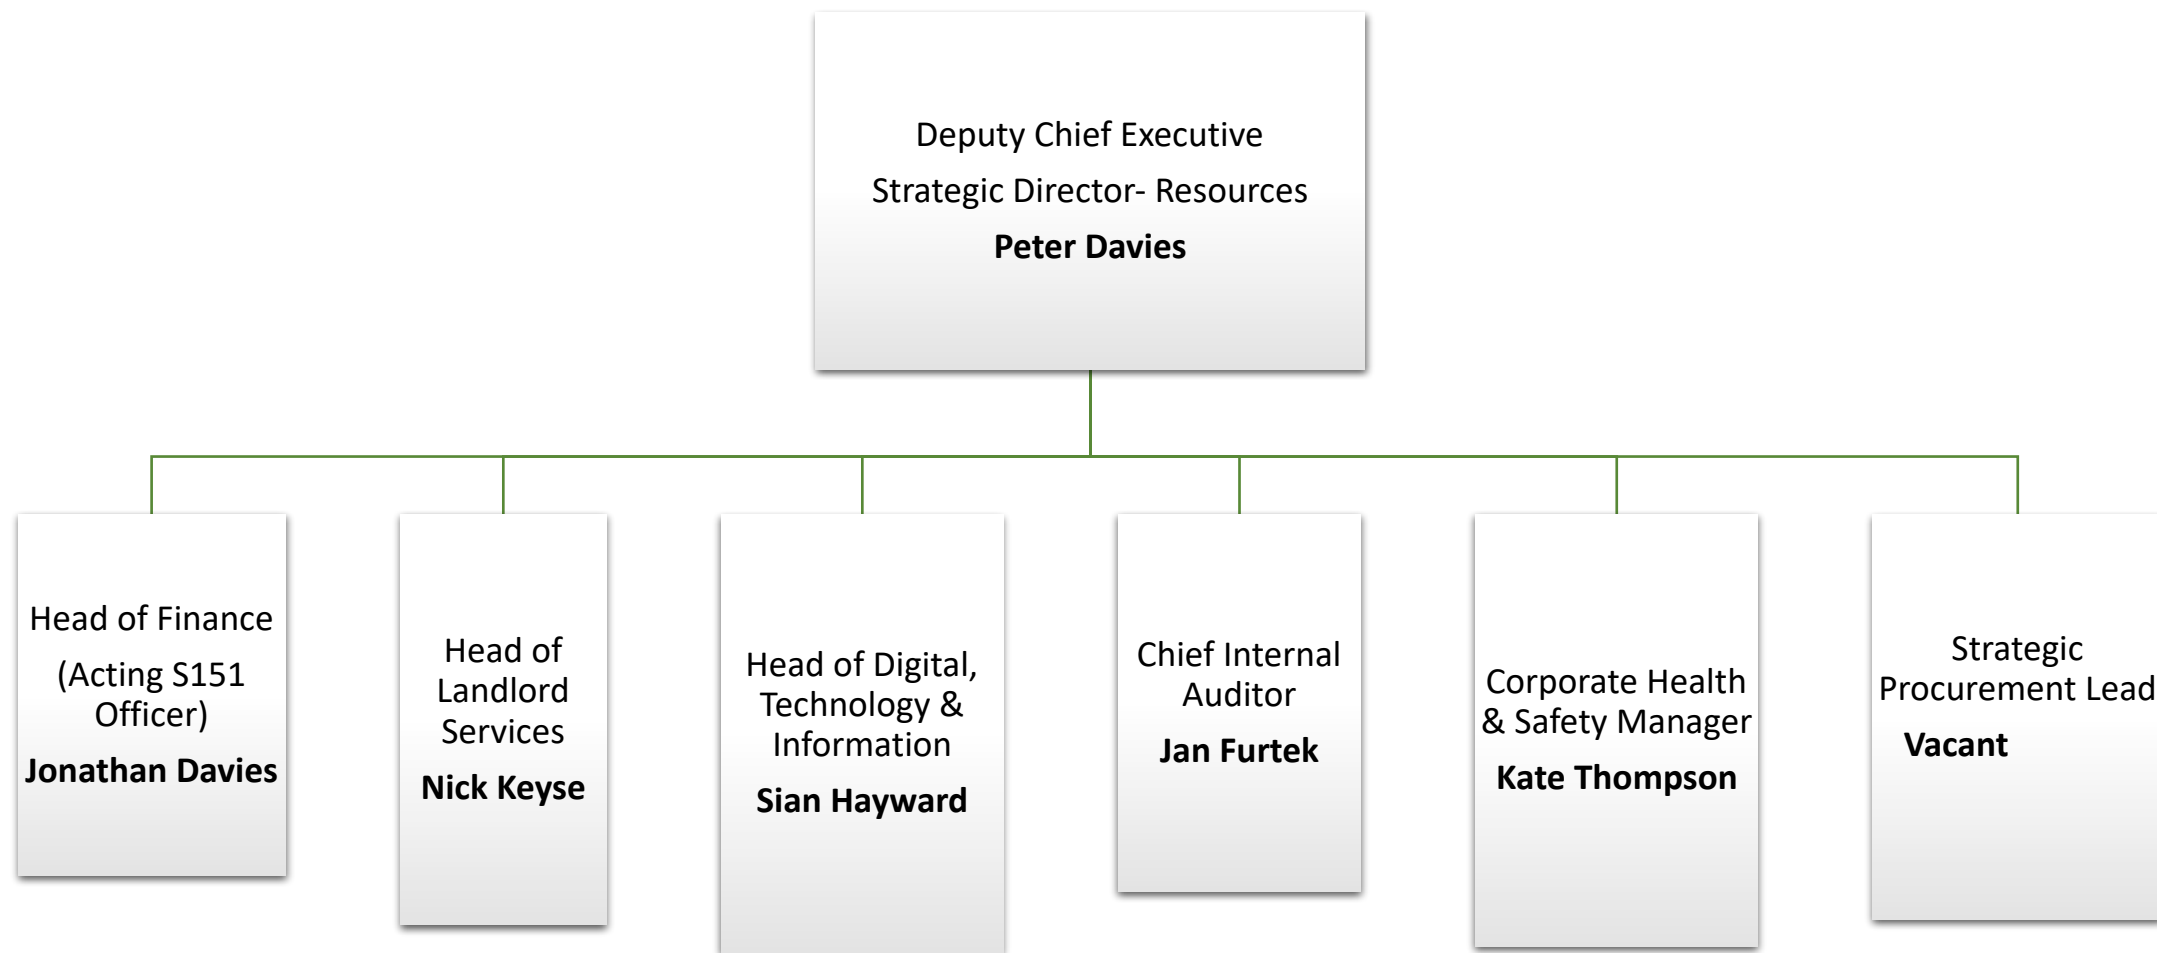 Deputy Chief Executive
Strategic Director- Resources
Peter Davies
Head of Finance
(Acting S151
Officer)
Jonathan Davies
Head of
Landlord
Services
Nick Keyse
Head of Digital,
Technology &
Information
Sian Hayward
Chief Internal
Auditor
Jan Furtek
Corporate Health
& Safety Manager
Kate Thompson
Strategic
Procurement Lead
Vacant